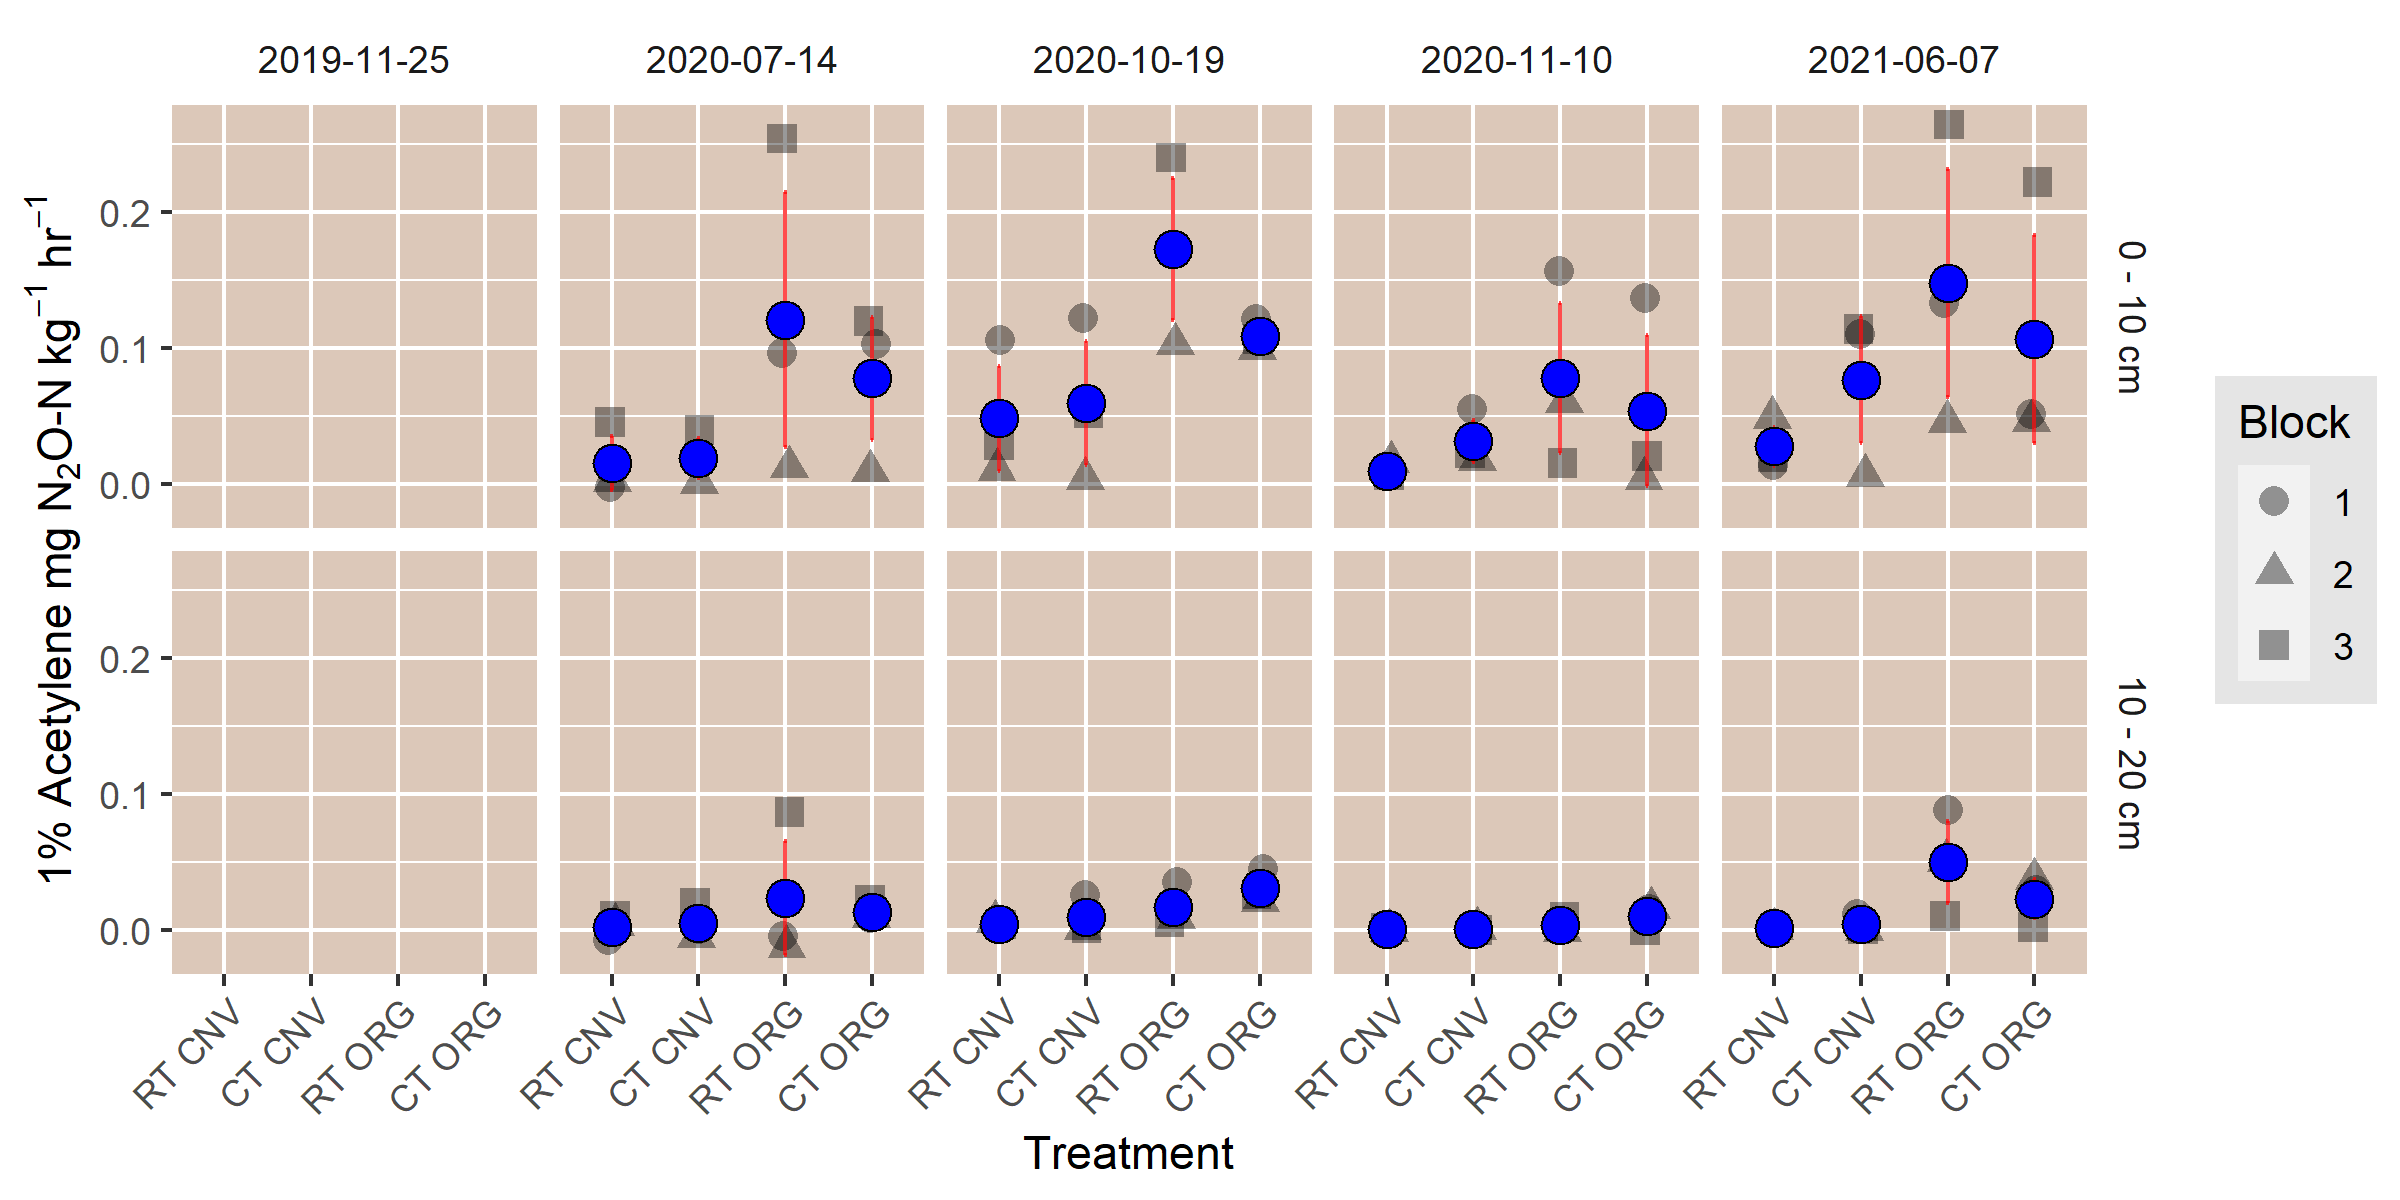 2019-11-25 2020-07-14 2020-10-19 2020-11-10 2021-06-07
1% Acetylene mg N₂O-N kg⁻¹ hr⁻¹
0.2
0.1
0.0
0 - 10 cm
0.2
0.1
0.0
10 - 20 cm
RT CNV CT CNV RT ORG CT ORG RT CNV CT CNV RT ORG CT ORG RT CNV CT CNV RT ORG CT ORG RT CNV CT CNV RT ORG CT ORG RT CNV CT CNV RT ORG CT ORG
Treatment
Block
1
2
3